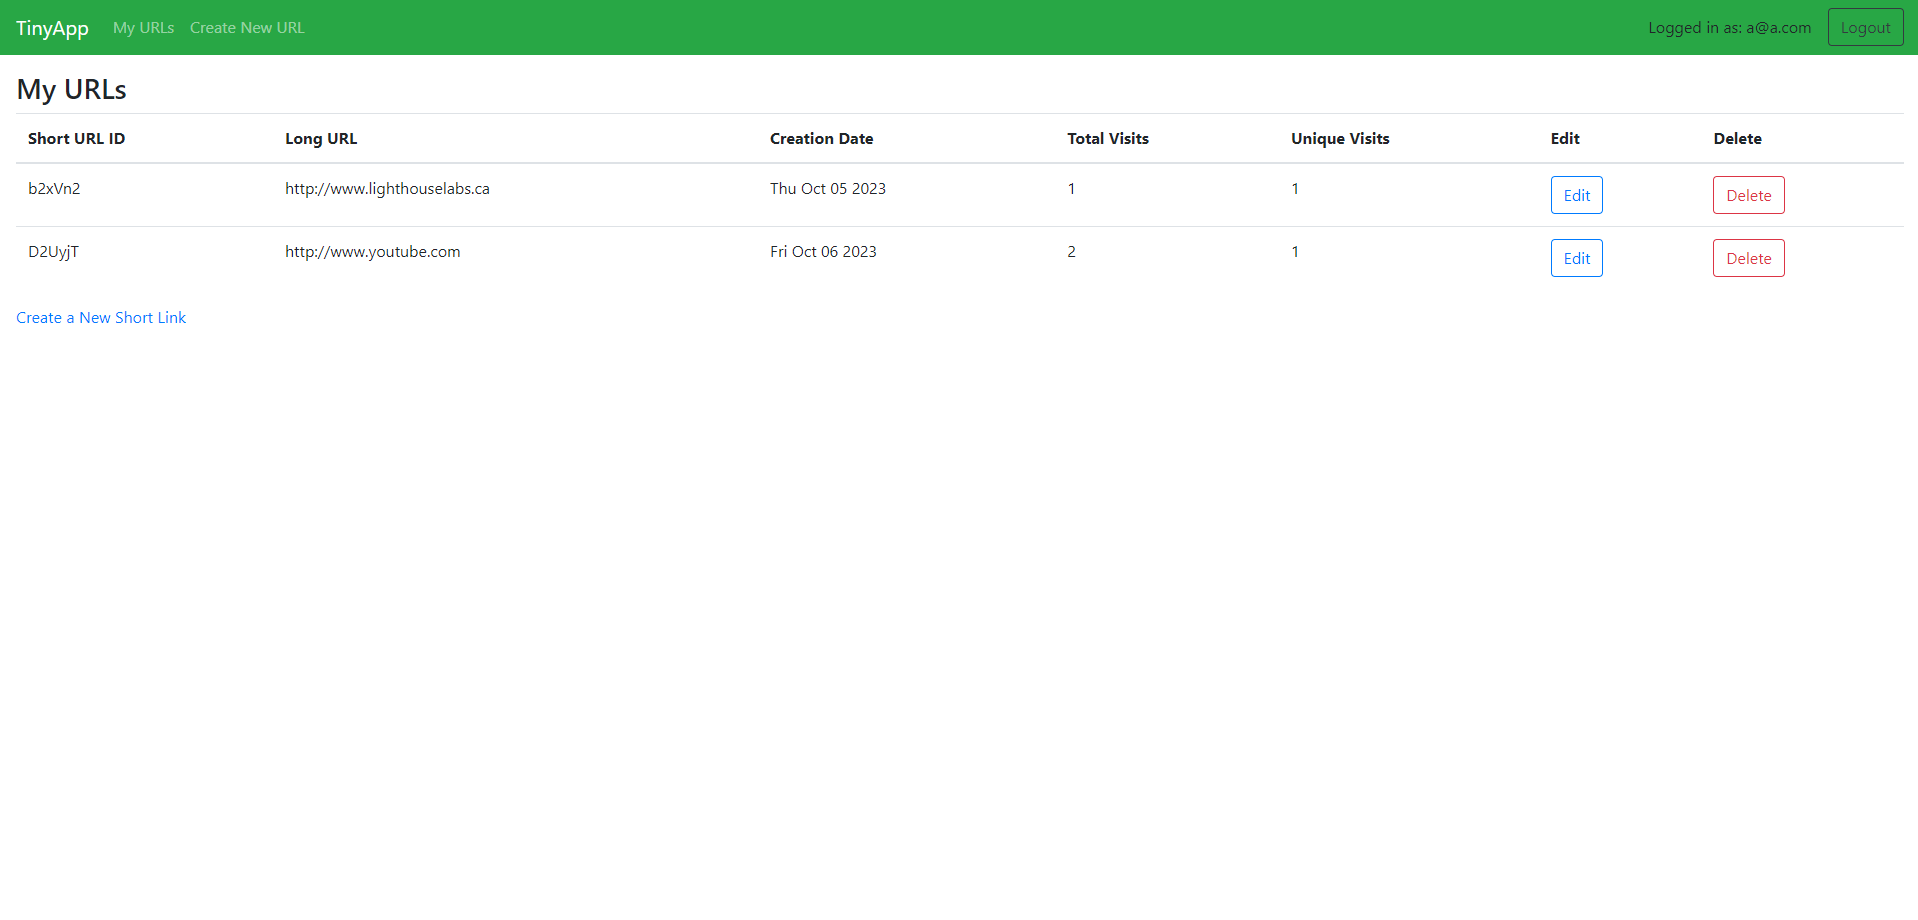 TinyApp My URLs Create New URL Logged in as: a@a.com Logout
My URLs
Short URL ID Long URL Creation Date Total Visits Unique Visits Edit Delete
b2xVn2 http://www.lighthouselabs.ca Thu Oct 05 2023 1 1 Edit Delete
D2UyjT http://www.youtube.com Fri Oct 06 2023 2 1 Edit Delete
Create a New Short Link